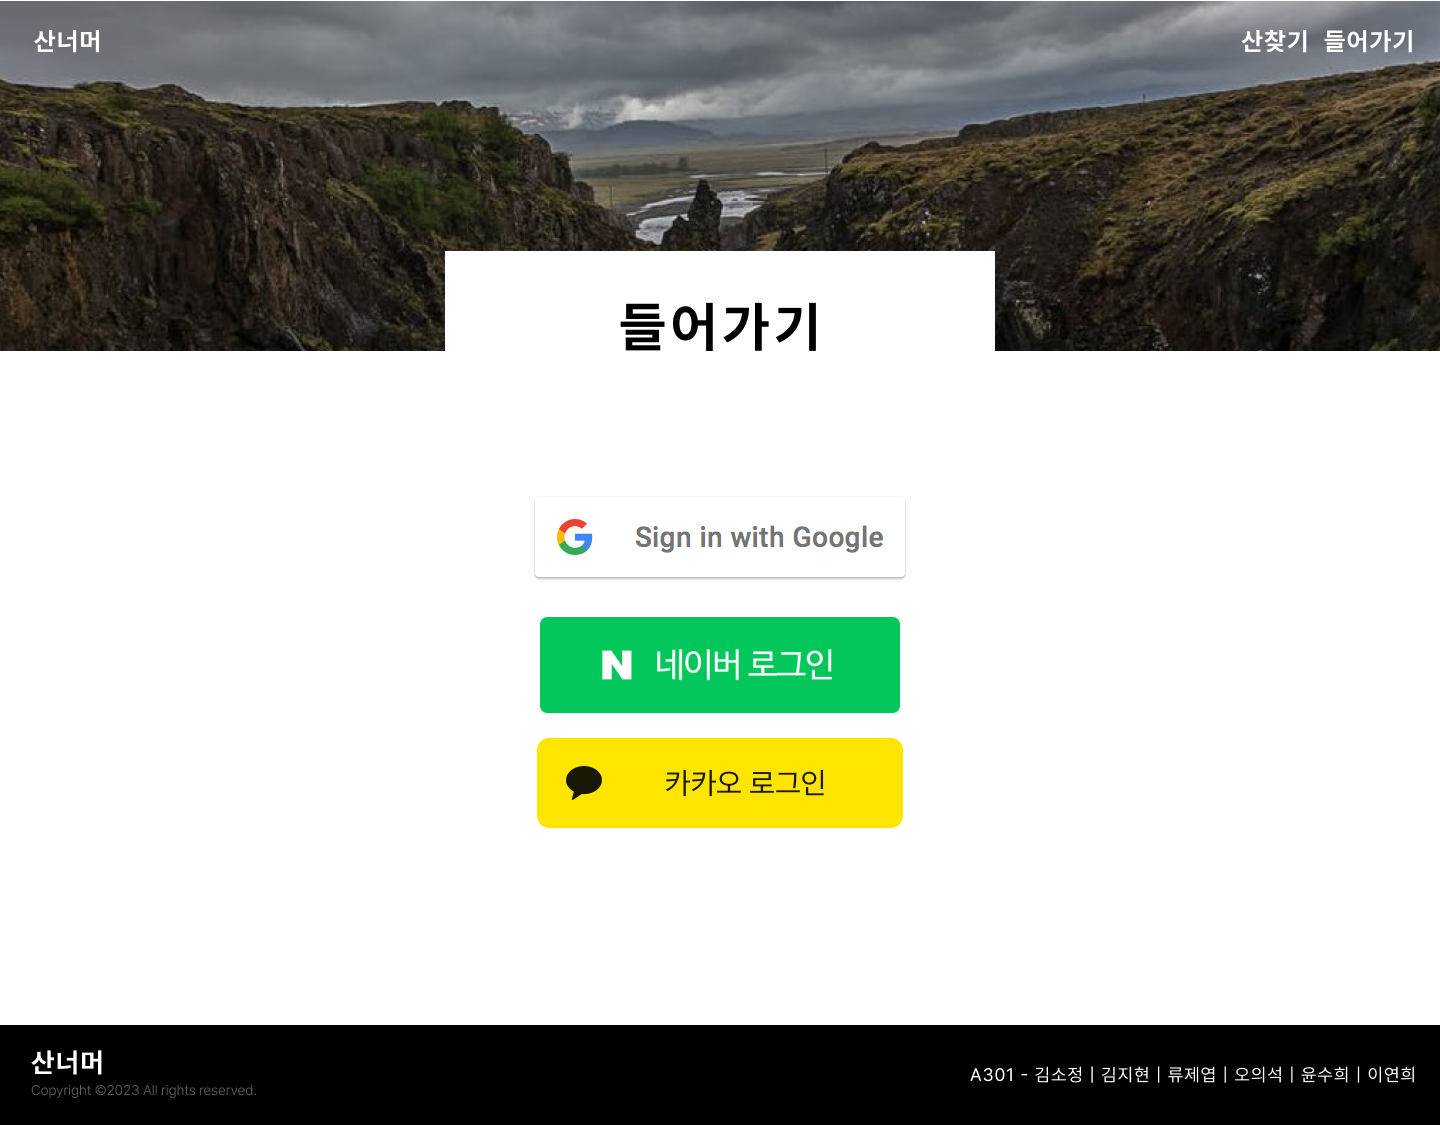 산너머
산찾기 들어가기
들어가기
Sign in with Google
N 네이버 로그인
카카오 로그인
산너머
Copyright ©2023 All rights reserved.
A301 - 김소정 | 김지현 | 류제엽 | 오의석 | 윤수희 | 이연희